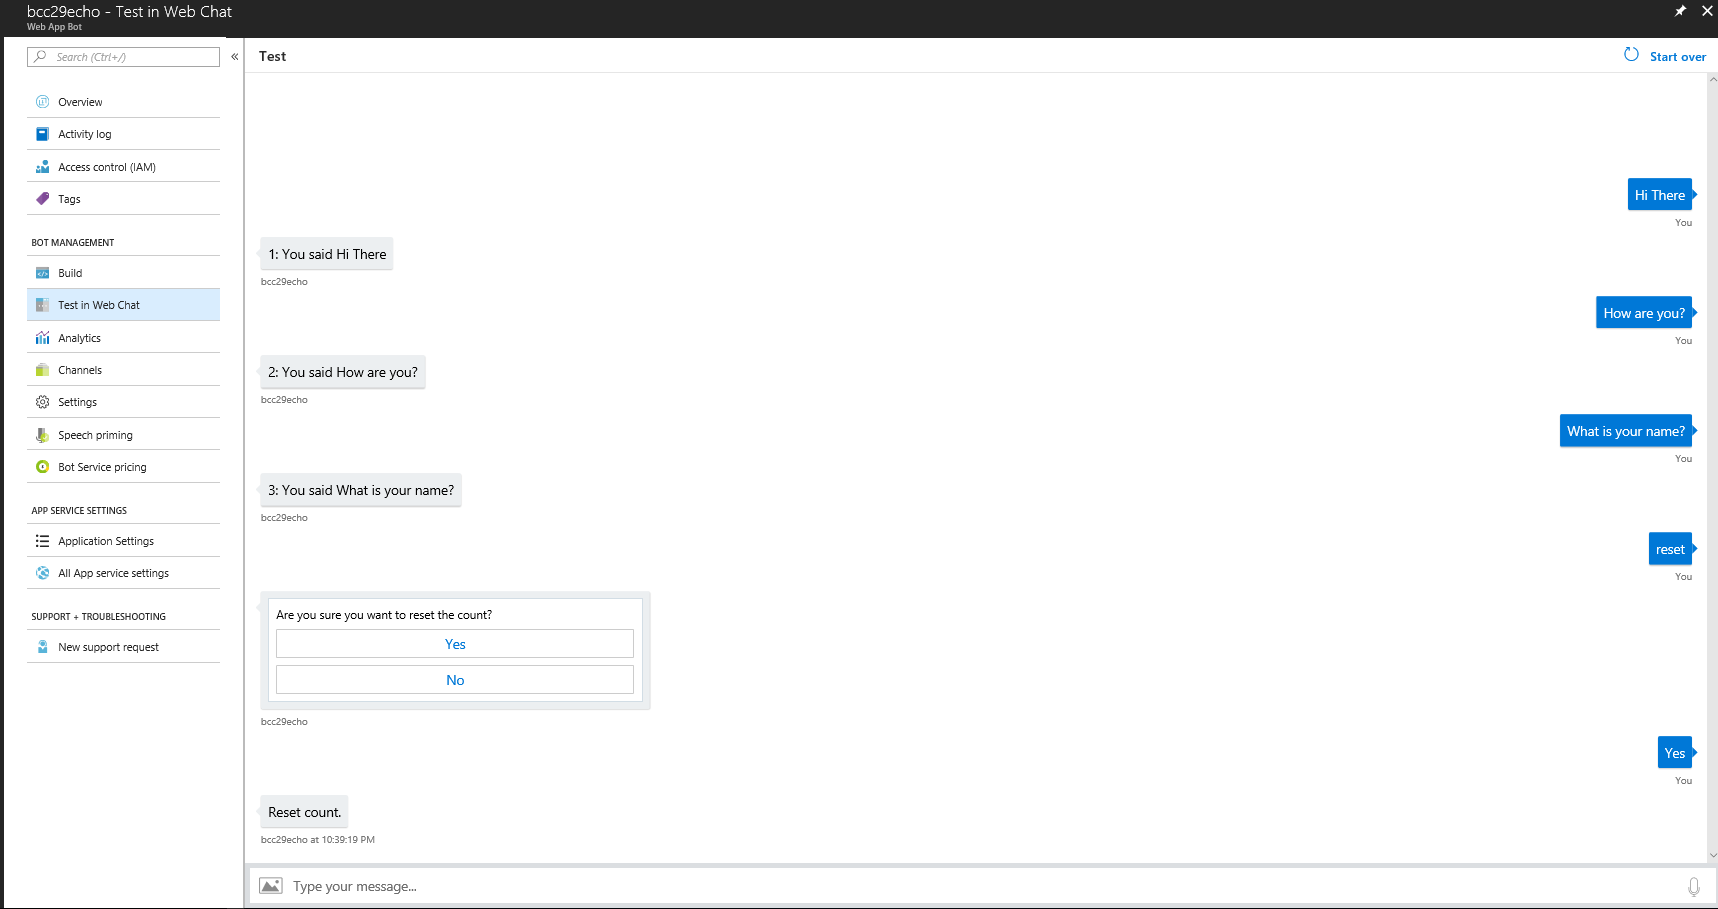 bcc29echo - Test in Web Chat
Web App Bot
Search (Ctrl+/)
«
Overview
Activity log
Access control (IAM)
Tags
BOT MANAGEMENT
Build
Test in Web Chat
Analytics
Channels
Settings
Speech priming
Bot Service pricing
APP SERVICE SETTINGS
Application Settings
All App service settings
SUPPORT + TROUBLESHOOTING
New support request
Test
Start over
Hi There
You
1: You said Hi There
bcc29echo
How are you?
You
2: You said How are you?
bcc29echo
What is your name?
You
3: You said What is your name?
bcc29echo
reset
You
Are you sure you want to reset the count?
Yes
No
bcc29echo
Yes
You
Reset count.
bcc29echo at 10:39:19 PM
Type your message...